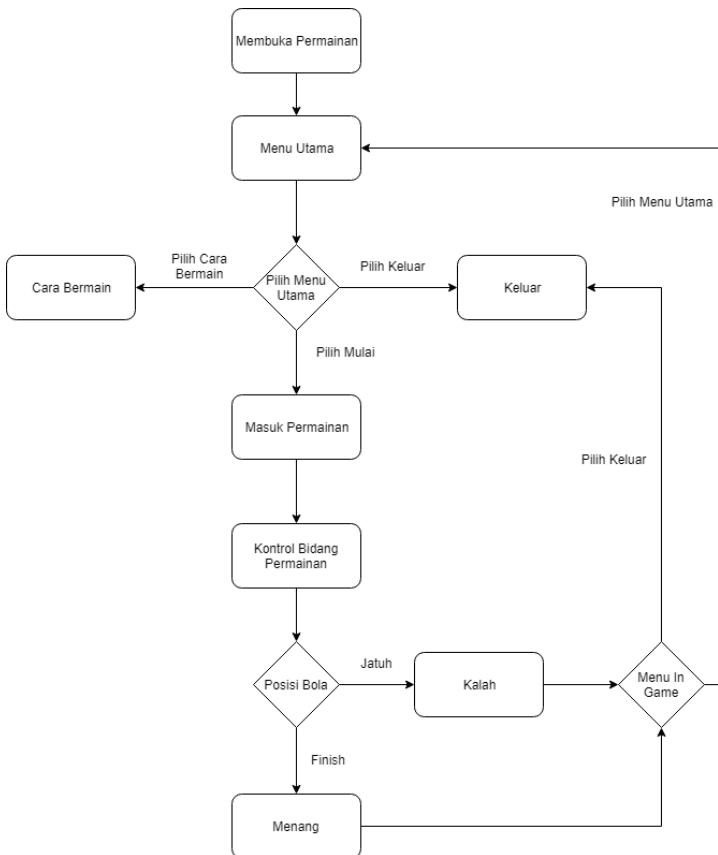 Membuka Permainan
Menu Utama
Pilih Menu Utama
Pilih Cara
Bermain
Pilih Keluar
Cara Bermain
Pilih Menu
Utama
Keluar
Pilih Mulai
Masuk Permainan
Pilih Keluar
Kontrol Bidang
Permainan
Jatuh
Posisi Bola
Kalah
Menu In
Game
Finish
Menang